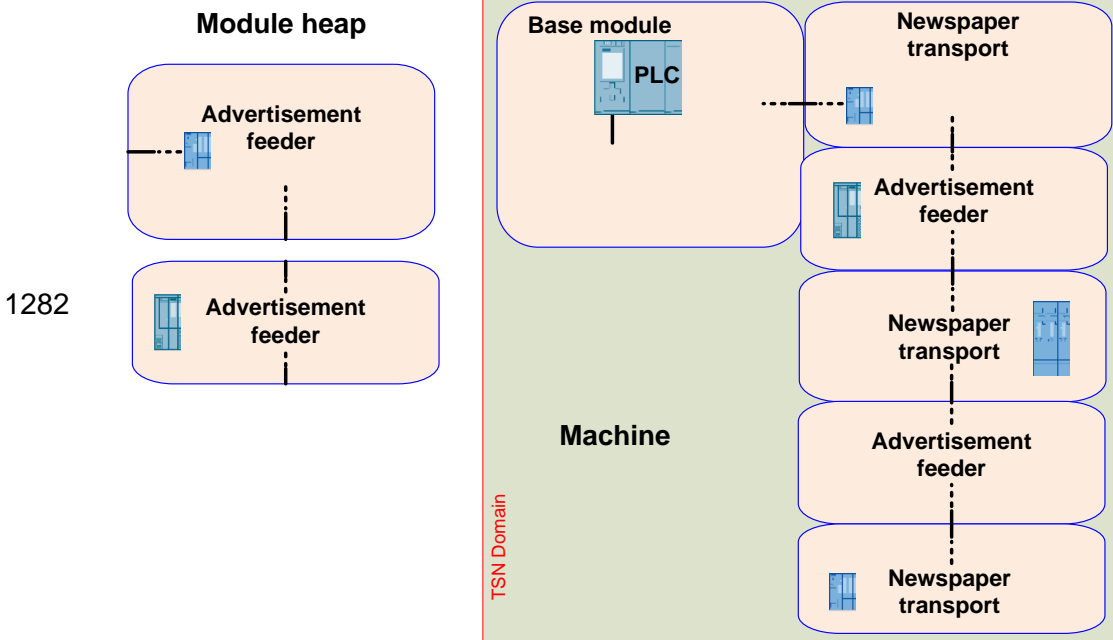 Module heap
Advertisement
feeder
1282
Advertisement
feeder
Base module
PLC
Newspaper
transport
Advertisement
feeder
Newspaper
transport
Machine
Advertisement
feeder
TSN Domain
Newspaper
transport